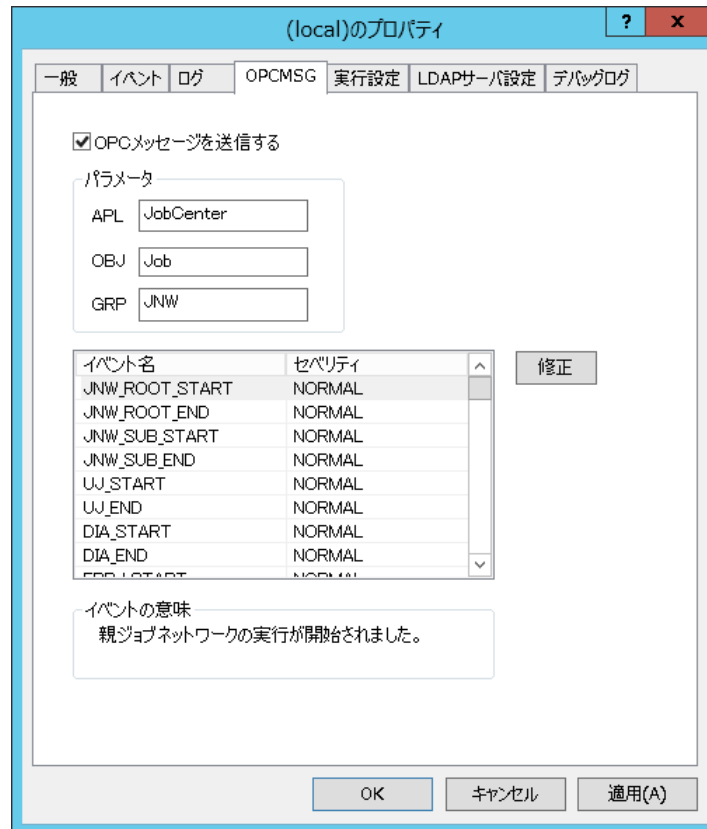 (local)のプロパティ
? x
一般 イベント ログ OPCMSG 実行設定 LDAPサーバ設定 デバッグログ
OPCメッセージを送信する
パラメータ
APL JobCenter
OBJ Job
GRP JNW
イベント名 セベリティ
修正
JNW_ROOT_START NORMAL
JNW_ROOT_END NORMAL
JNW_SUB_START NORMAL
JNW_SUB_END NORMAL
UJ_START NORMAL
UJ_END NORMAL
DIA_START NORMAL
DIA_END NORMAL
イベントの意味
親ジョブネットワークの実行が開始されました。
OK キャンセル 適用(A)